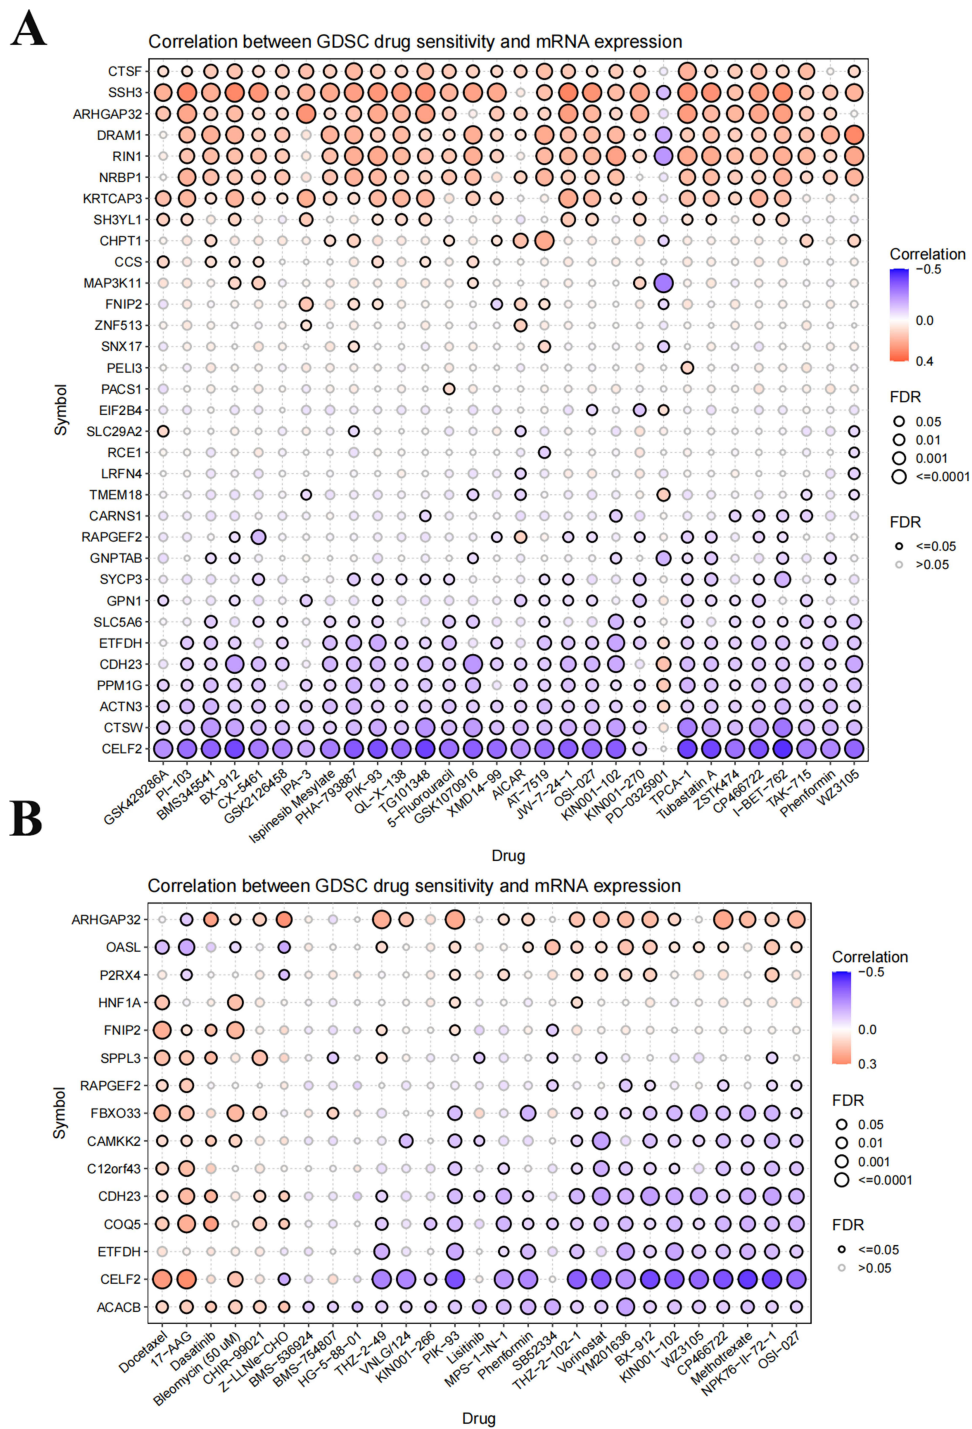 A
Correlation between GDSC drug sensitivity and mRNA expression
CTSF
SSH3
ARHGAP32
DRAM1
RIN1
NRBP1
KRTCAP3
SH3YL1
CHPT1
CCS
MAP3K11
FNIP2
ZNF513
SNX17
PELI3
PACS1
EIF2B4
SLC29A2
RCE1
LRFN4
TMEM18
CARNS1
RAPGEF2
GNPTAB
SYCP3
GPN1
SLC5A6
ETFDH
CDH23
PPM1G
ACTN3
CTSW
CELF2
Symbol
GSK429286A
PI-103
BMS345541
BX-912
CX-5461
GSK2126458
IPA-3
Ispinesib Mesylate
PHA-793887
PIK-93
QL-X-138
TG101348
5-Fluorouracil
GSK1070916
XMD14-99
AICAR
AT-7519
JW-7-24-1
OSI-027
KIN001-102
KIN001-270
PD-0325901
TPCA-1
Tubastatin A
ZSTK474
CP466722
I-BET-762
TAK-715
Phenformin
WZ3105
Drug
Correlation
-0.5
0.0
0.4
FDR
0.05
0.01
0.001
<=0.0001
FDR
<=0.05
>0.05
B
Correlation between GDSC drug sensitivity and mRNA expression
ARHGAP32
OASL
P2RX4
HNF1A
FNIP2
SPPL3
RAPGEF2
FBXO33
CAMKK2
C12orf43
CDH23
COQ5
ETFDH
CELF2
ACACB
Symbol
Docetaxel
17-AAG
Dasatinib
Bleomycin (50 uM)
CHIR-99021
Z-LLNle-CHO
BMS-536924
BMS-754807
HG-5-88-01
THZ-2-49
VNLG/124
KIN001-266
PIK-93
Lisitinib
MPS-1-IN-1
Phenformin
SB52334
THZ-2-102-1
Vorinostat
YM201636
BX-912
KIN001-102
WZ3105
CP466722
Methotrexate
NPK76-II-72-1
OSI-027
Drug
Correlation
-0.5
0.0
0.3
FDR
0.05
0.01
0.001
<=0.0001
FDR
<=0.05
>0.05